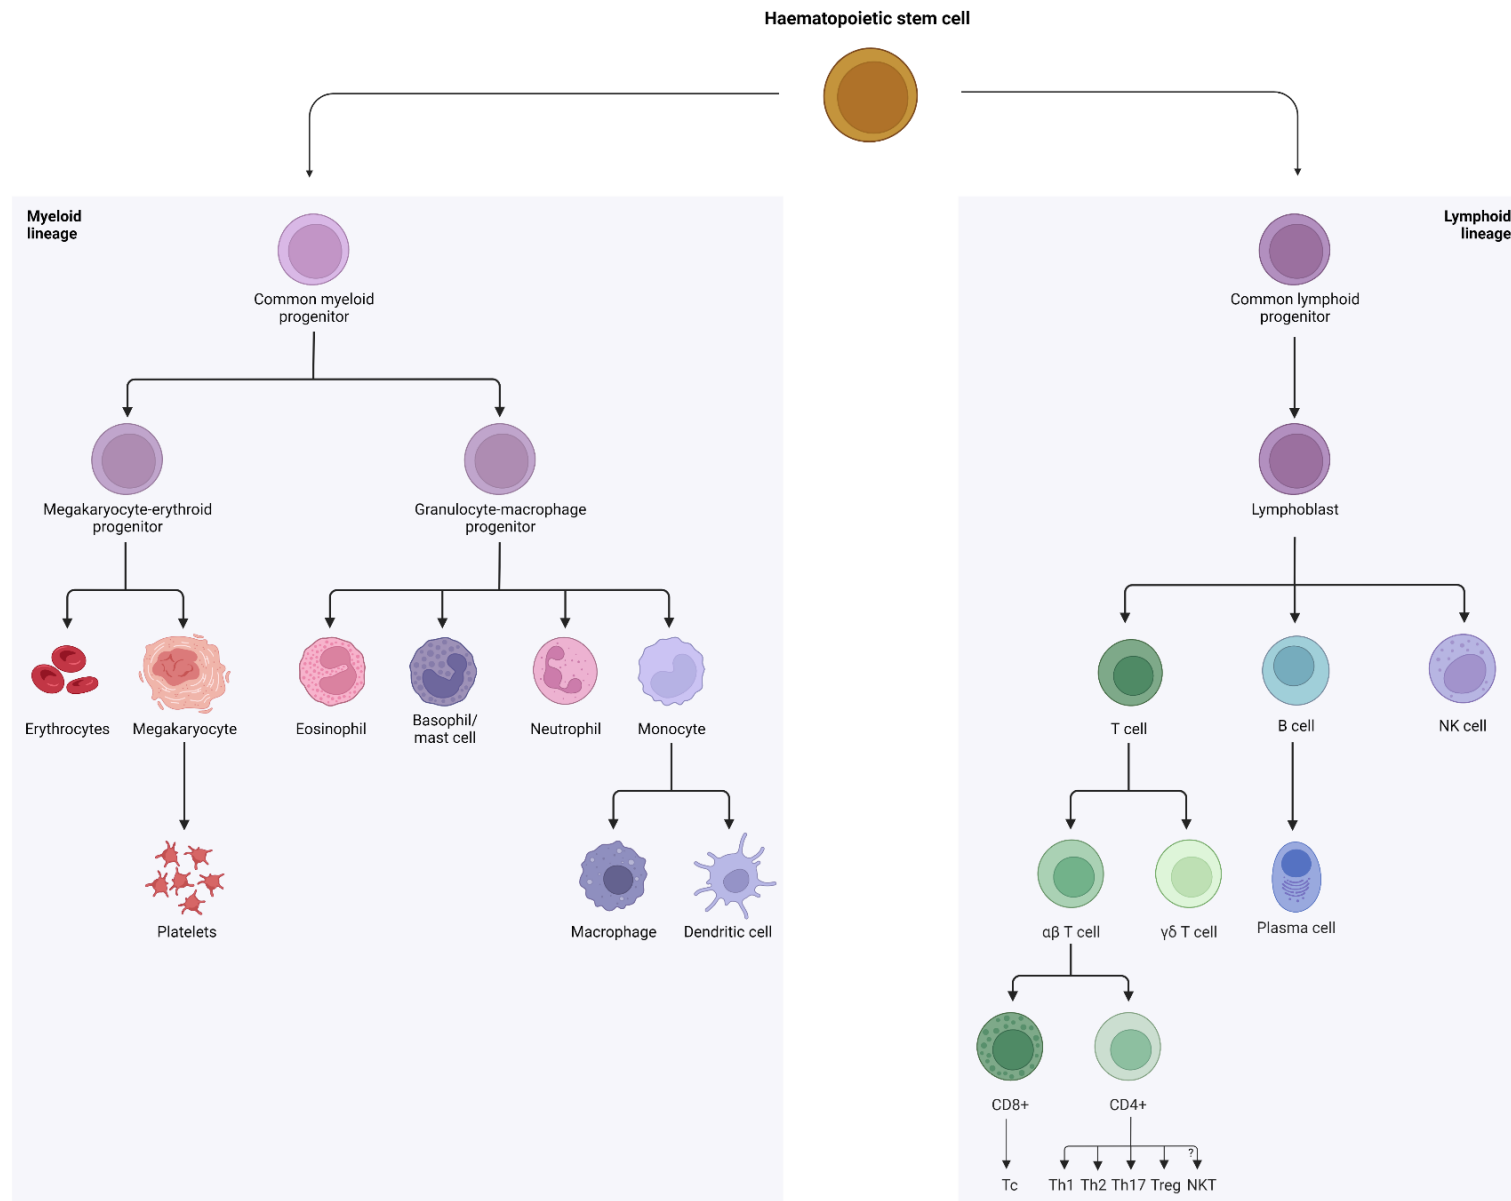 Haematopoietic stem cell
Myeloid
lineage
Lymphoid
lineage
Common myeloid
progenitor
Common lymphoid
progenitor
Megakaryocyte-erythroid
progenitor
Granulocyte-macrophage
progenitor
Lymphoblast
Erythrocytes
Megakaryocyte
Eosinophil
Basophil/
mast cell
Neutrophil
Monocyte
T cell
B cell
NK cell
Platelets
Macrophage
Dendritic cell
αβ T cell
γδ T cell
Plasma cell
CD8+
CD4+
?
Tc
Th1
Th2
Th17
Treg
NKT